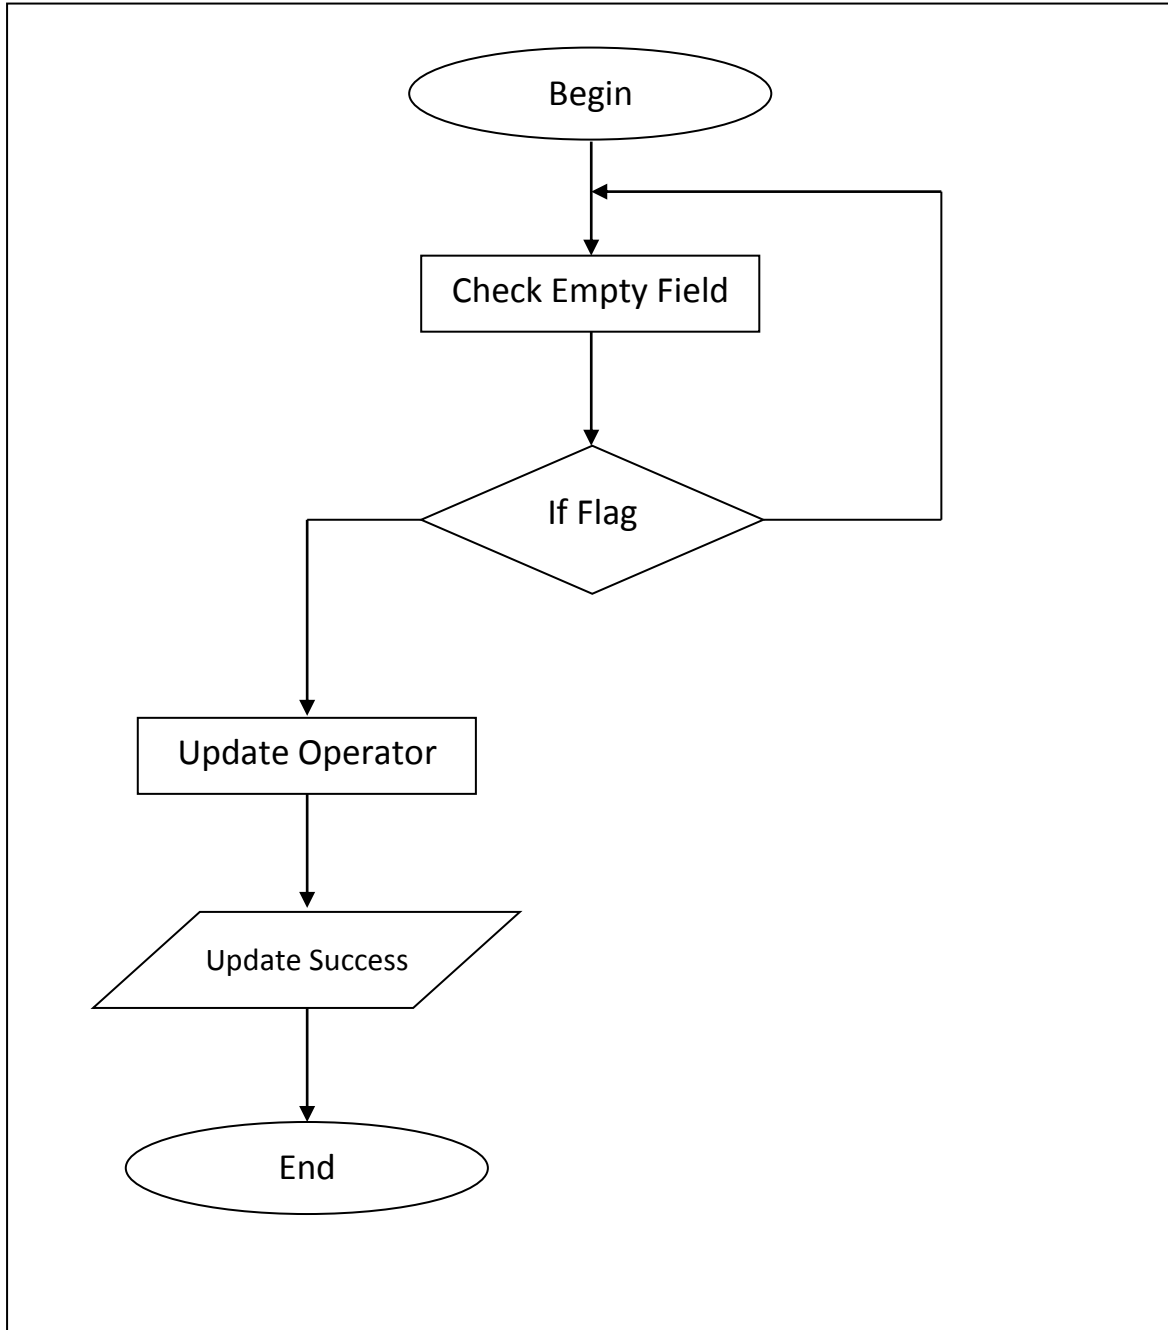 Begin
Check Empty Field
If Flag
Update Operator
Update Success
End